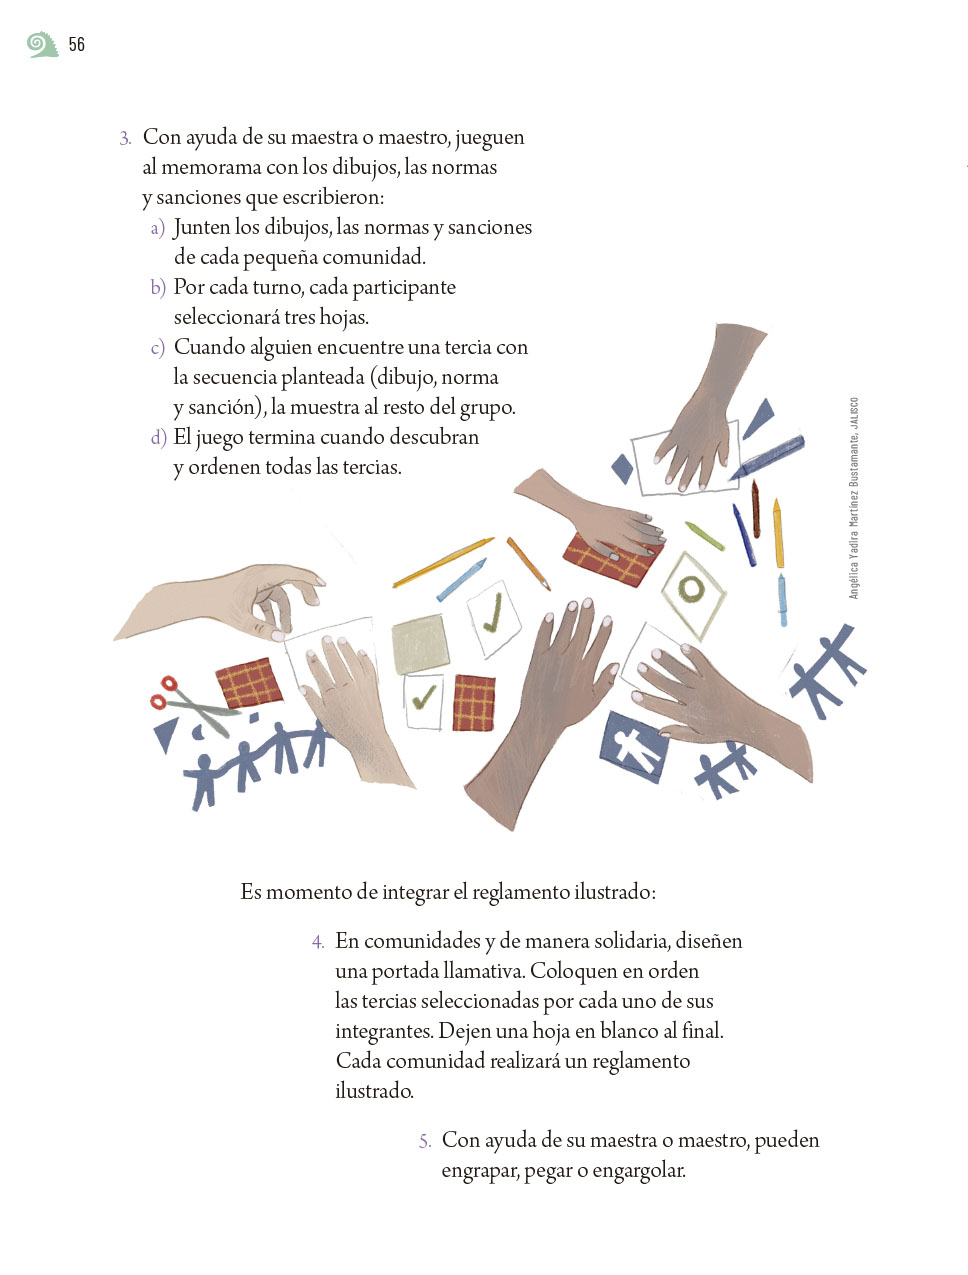 56
3. Con ayuda de su maestra o maestro, jueguen
al memorama con los dibujos, las normas
y sanciones que escribieron:
a) Junten los dibujos, las normas y sanciones
de cada pequeña comunidad.
b) Por cada turno, cada participante
seleccionará tres hojas.
c) Cuando alguien encuentre una tercia con
la secuencia planteada (dibujo, norma
y sanción), la muestra al resto del grupo.
d) El juego termina cuando descubran
y ordenen todas las tercias.
Angélica Yadira Martínez Bustamante, JALISCO
Es momento de integrar el reglamento ilustrado:
4. En comunidades y de manera solidaria, diseñen
una portada llamativa. Coloquen en orden
las tercias seleccionadas por cada uno de sus
integrantes. Dejen una hoja en blanco al final.
Cada comunidad realizará un reglamento
ilustrado.
5. Con ayuda de su maestra o maestro, pueden
engrapar, pegar o engargolar.